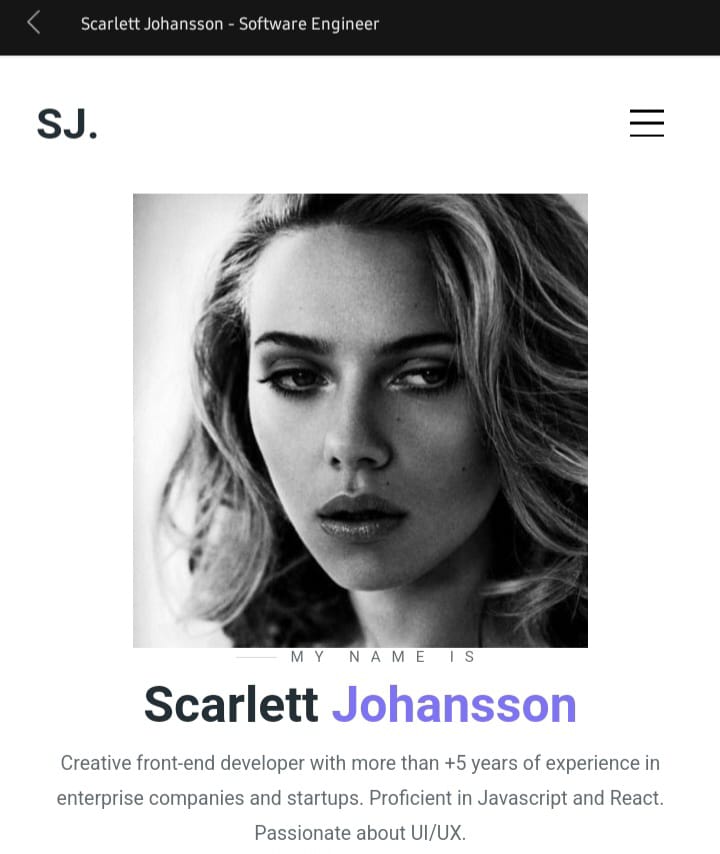 Scarlett Johansson - Software Engineer
SJ.
MY NAME IS
Scarlett Johansson
Creative front-end developer with more than +5 years of experience in
enterprise companies and startups. Proficient in Javascript and React.
Passionate about UI/UX.